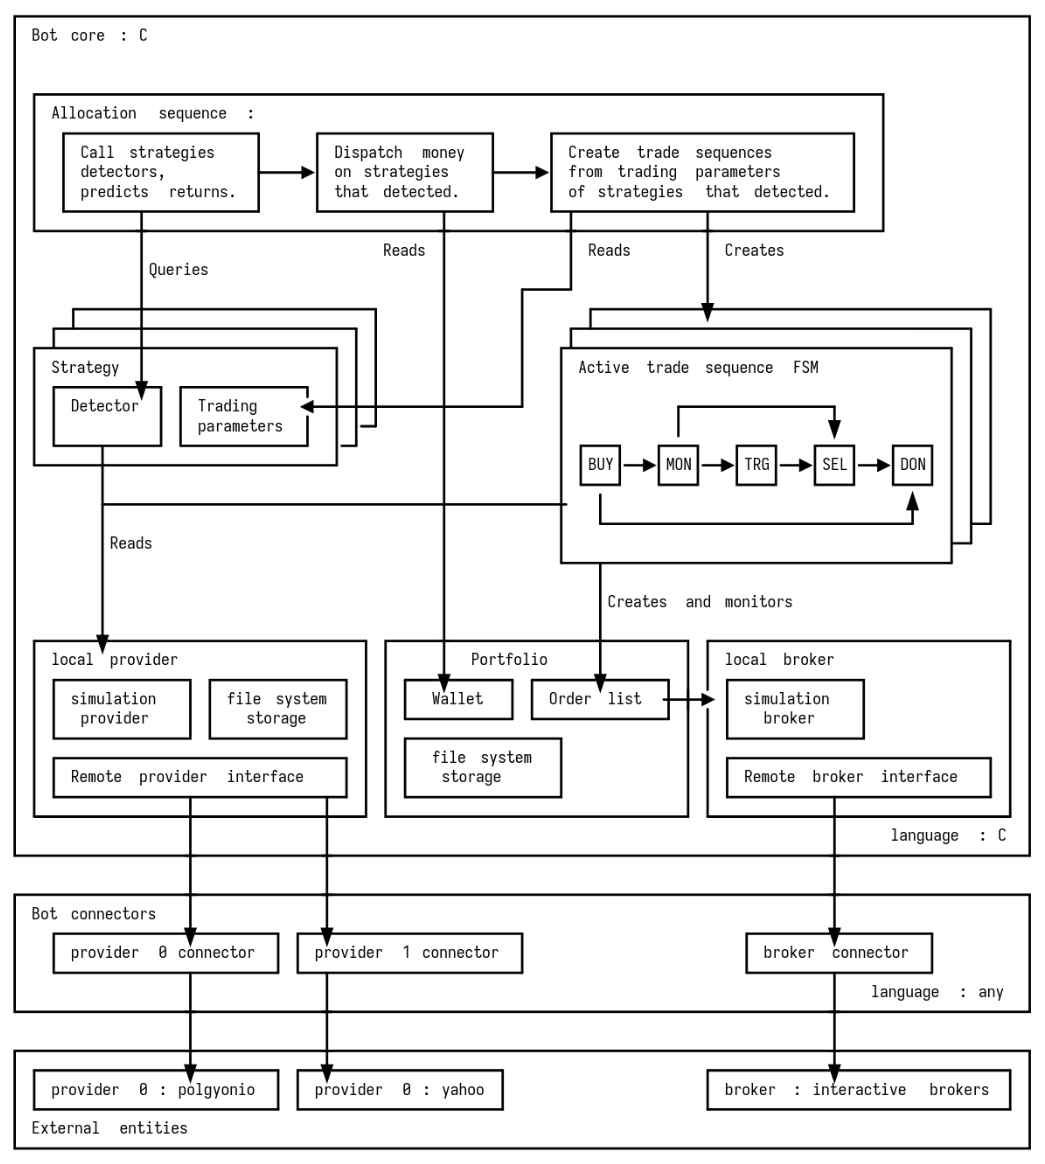 Bot core : C
Allocation sequence :
Call strategies
detectors,
predicts returns.
Dispatch money
on strategies
that detected.
Create trade sequences
from trading parameters
of strategies that detected.
Reads
Reads
Creates
Queries
Strategy
Detector
Trading
parameters
Active trade sequence FSM
BUY
MON
TRG
SEL
DON
Reads
Creates and monitors
local provider
simulation
provider
file system
storage
Remote provider interface
Portfolio
Wallet
Order list
file system
storage
local broker
simulation
broker
Remote broker interface
language : C
Bot connectors
provider 0 connector
provider 1 connector
broker connector
language : any
provider 0 : polgyonio
provider 0 : yahoo
broker : interactive brokers
External entities